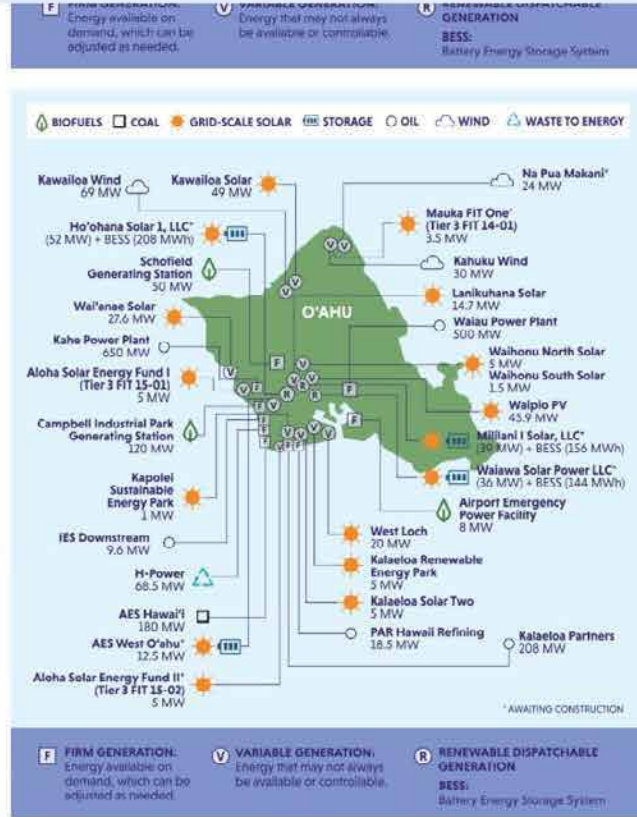 F FIRM GENERATION:
Energy available on
demand, which can be
adjusted as needed.
V VARIABLE GENERATION:
Energy that may not always
be available or controllable.
R RENEWABLE DISPATCHABLE
GENERATION
BESS:
Battery Energy Storage System
BIOFUELS COAL GRID-SCALE SOLAR STORAGE OIL WIND WASTE TO ENERGY
Kawailoa Wind
69 MW
Kawailoa Solar
49 MW
Na Pua Makani*
24 MW
Ho'ohana Solar 1, LLC*
(52 MW) + BESS (208 MWh)
Mauka FIT One*
(Tier 3 FIT 14-01)
3.5 MW
Schofield
Generating Station
50 MW
Kahuku Wind
30 MW
O'AHU
Lanikuhana Solar
14.7 MW
Wai'anae Solar
27.6 MW
Waiau Power Plant
500 MW
Kahe Power Plant
650 MW
Waihonu North Solar
5 MW
Waihonu South Solar
1.5 MW
Aloha Solar Energy Fund I
(Tier 3 FIT 15-01)
5 MW
Waipio PV
45.9 MW
Campbell Industrial Park
Generating Station
120 MW
Mililani I Solar, LLC*
(39 MW) + BESS (156 MWh)
Waiawa Solar Power LLC*
(36 MW) + BESS (144 MWh)
Kapolei
Sustainable
Energy Park
1 MW
Airport Emergency
Power Facility
8 MW
IES Downstream
9.6 MW
West Loch
20 MW
H-Power
68.5 MW
Kalaeloa Renewable
Energy Park
5 MW
AES Hawai'i
180 MW
Kalaeloa Solar Two
5 MW
AES West O'ahu*
12.5 MW
PAR Hawaii Refining
18.5 MW
Kalaeloa Partners
208 MW
Aloha Solar Energy Fund II*
(Tier 3 FIT 15-02)
5 MW
* AWAITING CONSTRUCTION
F FIRM GENERATION:
Energy available on
demand, which can be
adjusted as needed.
V VARIABLE GENERATION:
Energy that may not always
be available or controllable.
R RENEWABLE DISPATCHABLE
GENERATION
BESS:
Battery Energy Storage System